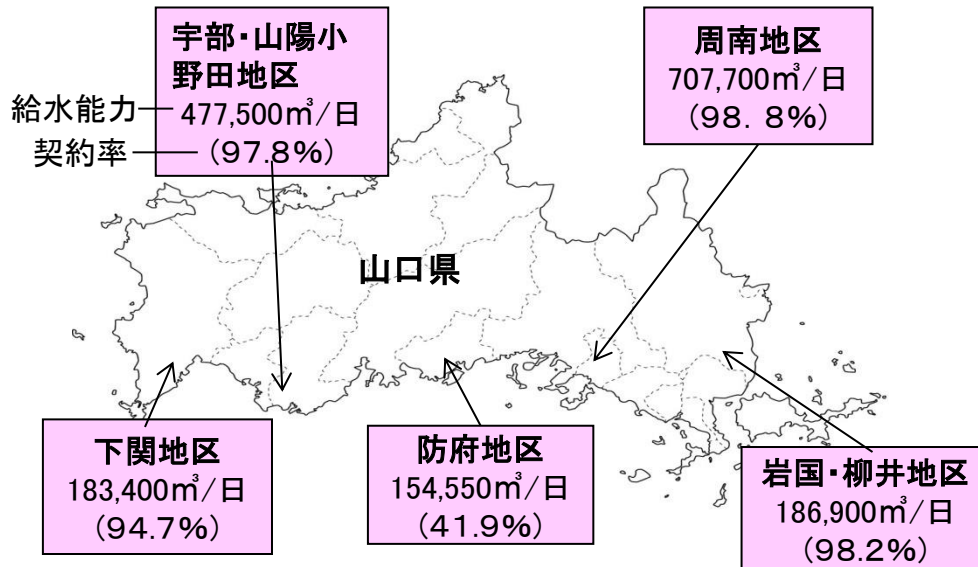 宇部・山陽小
野田地区
給水能力
477,500㎥/日
契約率
(97.8%)
周南地区
707,700㎥/日
(98.8%)
山口県
下関地区
183,400㎥/日
(94.7%)
防府地区
154,550㎥/日
(41.9%)
岩国・柳井地区
186,900㎥/日
(98.2%)